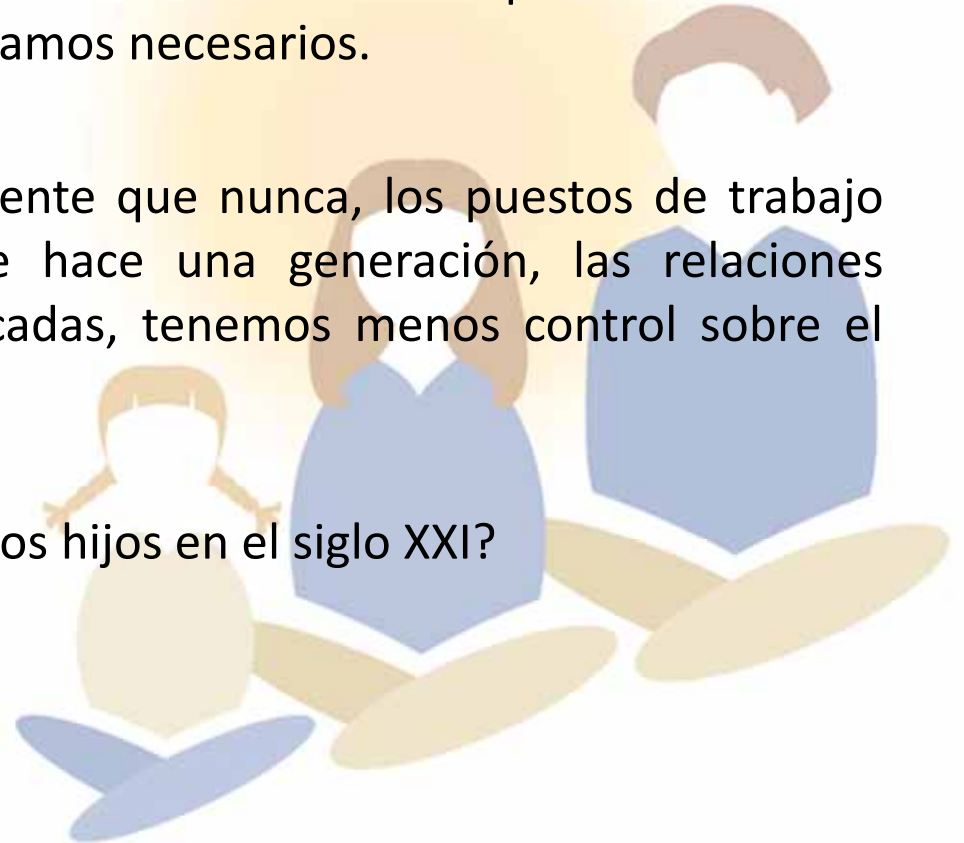 amos necesarios.
ente que nunca, los puestos de trabajo
e hace una generación, las relaciones
cadas, tenemos menos control sobre el
os hijos en el siglo XXI?